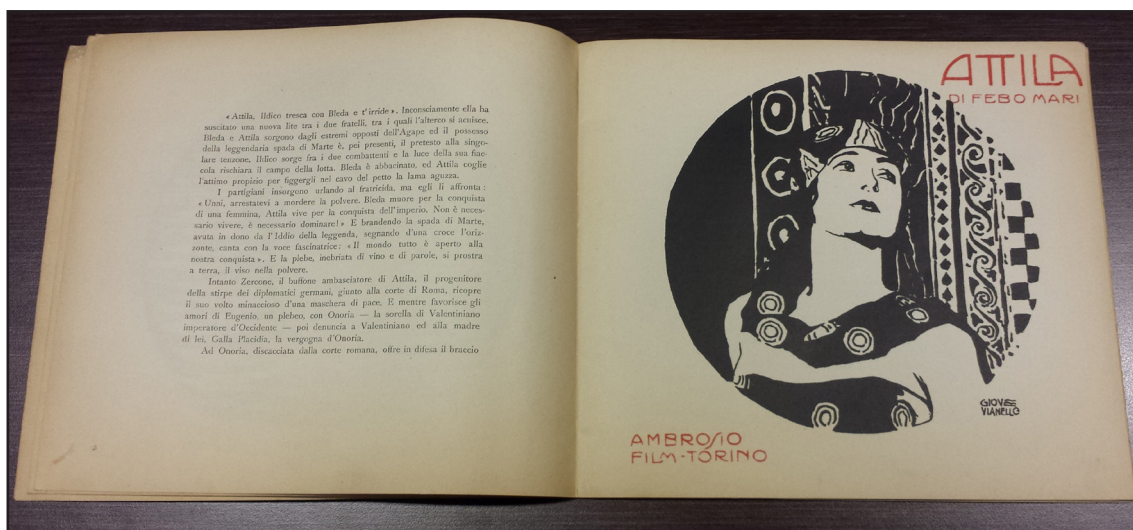 « Attila, Ildico tresca con Bleda e t'irride ». Inconsciamente ella ha
suscitato una nuova lite tra i due fratelli, tra i quali l'alterco si acuisce.
Bleda e Attila sorgono dagli estremi opposti dell'Agape ed il possesso
della leggendaria spada di Marte è, pei presenti, il pretesto alla singo-
lare tenzone. Ildico sorge fra i due combattenti e la luce della sua fiac-
cola rischiara il campo della lotta. Bleda è abbacinato, ed Attila coglie
l'attimo propizio per figgergli nel cavo del petto la lama aguzza.
I partigiani insorgono urlando al fratricida, ma egli li affronta:
« Unni, arrestatevi a mordere la polvere. Bleda muore per la conquista
di una femmina, Attila vive per la conquista dell'imperio. Non è neces-
sario vivere, è necessario dominare! » E brandendo la spada di Marte,
avuta in dono da l'Iddio della leggenda, segnando d'una croce l'oriz-
zonte, canta con la voce fascinatrice: « Il mondo tutto è aperto alla
nostra conquista ». E la plebe, inebriata di vino e di parole, si prostra
a terra, il viso nella polvere.
Intanto Zercone, il buffone ambasciatore di Attila, il progenitore
della stirpe dei diplomatici germani, giunto alla corte di Roma, ricopre
il suo volto minaccioso d'una maschera di pace. E mentre favorisce gli
amori di Eugenio, un plebeo, con Onoria — la sorella di Valentiniano
imperatore d'Occidente — poi denuncia a Valentiniano ed alla madre
di lei, Galla Placidia, la vergogna d'Onoria.
Ad Onoria, discacciata dalla corte romana, offre in difesa il braccio
ATTILA
DI FEBO MARI
GIOVE
VIANELLO
AMBROSIO
FILM-TORINO